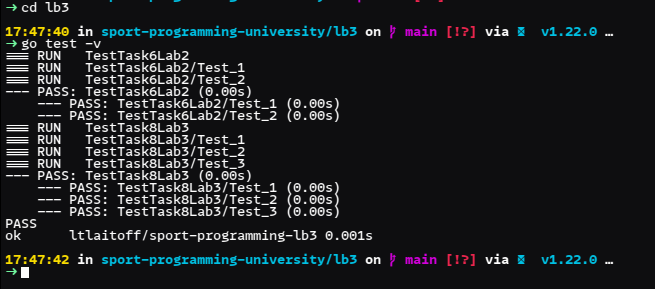 → cd lb3
17:47:40 in sport-programming-university/lb3 on main [!?] via v1.22.0 …
→ go test -v
=== RUN   TestTask6Lab2
=== RUN   TestTask6Lab2/Test_1
=== RUN   TestTask6Lab2/Test_2
--- PASS: TestTask6Lab2 (0.00s)
    --- PASS: TestTask6Lab2/Test_1 (0.00s)
    --- PASS: TestTask6Lab2/Test_2 (0.00s)
=== RUN   TestTask8Lab3
=== RUN   TestTask8Lab3/Test_1
=== RUN   TestTask8Lab3/Test_2
=== RUN   TestTask8Lab3/Test_3
--- PASS: TestTask8Lab3 (0.00s)
    --- PASS: TestTask8Lab3/Test_1 (0.00s)
    --- PASS: TestTask8Lab3/Test_2 (0.00s)
    --- PASS: TestTask8Lab3/Test_3 (0.00s)
PASS
ok      ltlaitoff/sport-programming-lb3 0.001s
17:47:42 in sport-programming-university/lb3 on main [!?] via v1.22.0 …
→